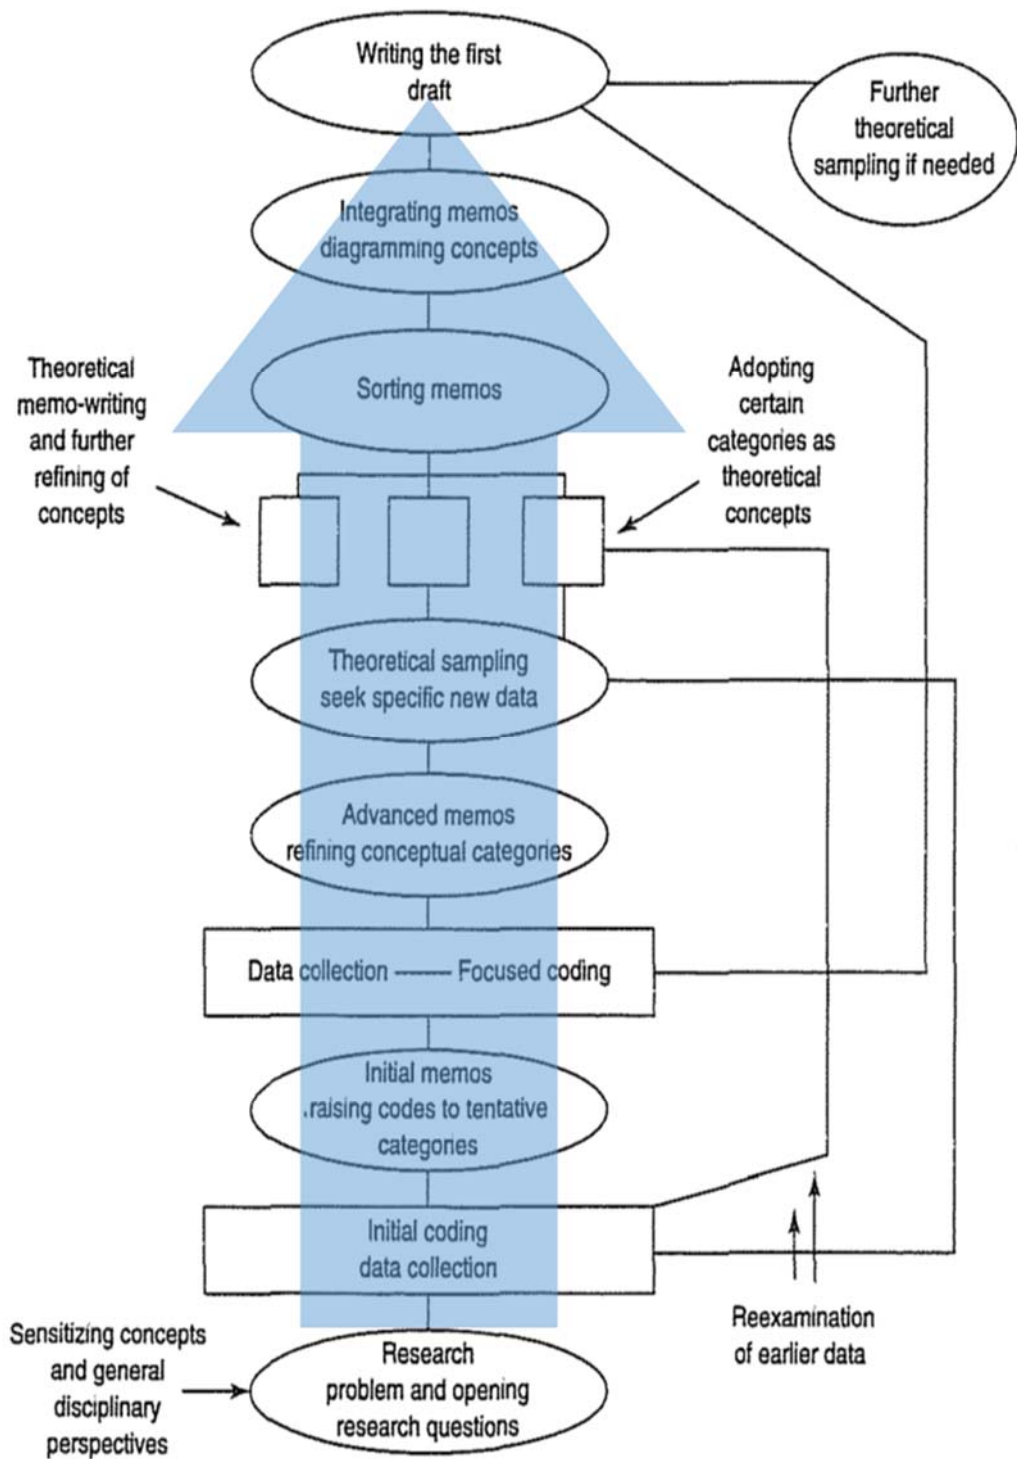 Writing the first
draft
Further
theoretical
sampling if needed
Integrating memos
diagramming concepts
Theoretical
memo-writing
and further
refining of
concepts
Sorting memos
Adopting
certain
categories as
theoretical
concepts
Theoretical sampling
seek specific new data
Advanced memos
refining conceptual categories
Data collection —— Focused coding
Initial memos
raising codes to tentative
categories
Initial coding
data collection
Reexamination
of earlier data
Sensitizing concepts
and general
disciplinary
perspectives
Research
problem and opening
research questions